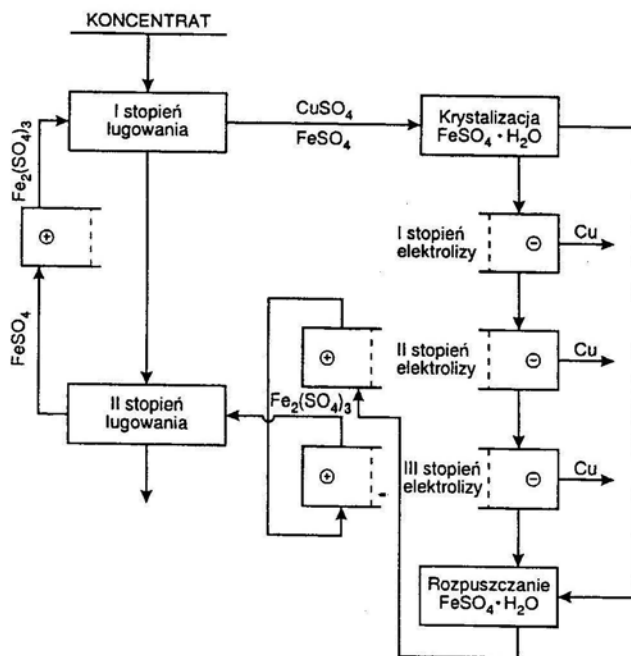 KONCENTRAT
I stopień
ługowania
CuSO₄
FeSO₄
Krystalizacja
FeSO₄ · H₂O
Fe₂(SO₄)₃
⊕
I stopień
elektrolizy
⊖
Cu
FeSO₄
⊕
II stopień
elektrolizy
⊖
Cu
II stopień
ługowania
Fe₂(SO₄)₃
⊕
III stopień
elektrolizy
⊖
Cu
Rozpuszczanie
FeSO₄ · H₂O